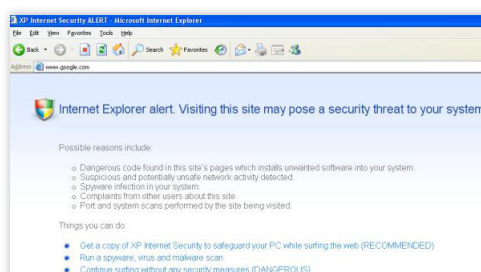 XP Internet Security ALERT - Microsoft Internet Explorer
File Edit View Favorites Tools Help
Back Search Favorites
Address www.google.com
Internet Explorer alert. Visiting this site may pose a security threat to your system
Possible reasons include:
Dangerous code found in this site's pages which installs unwanted software into your system.
Suspicious and potentially unsafe network activity detected.
Spyware infection in your system.
Complaints from other users about this site.
Port and system scans performed by the site being visited.
Things you can do:
Get a copy of XP Internet Security to safeguard your PC while surfing the web (RECOMMENDED)
Run a spyware, virus and malware scan
Continue surfing without any security measures (DANGEROUS)